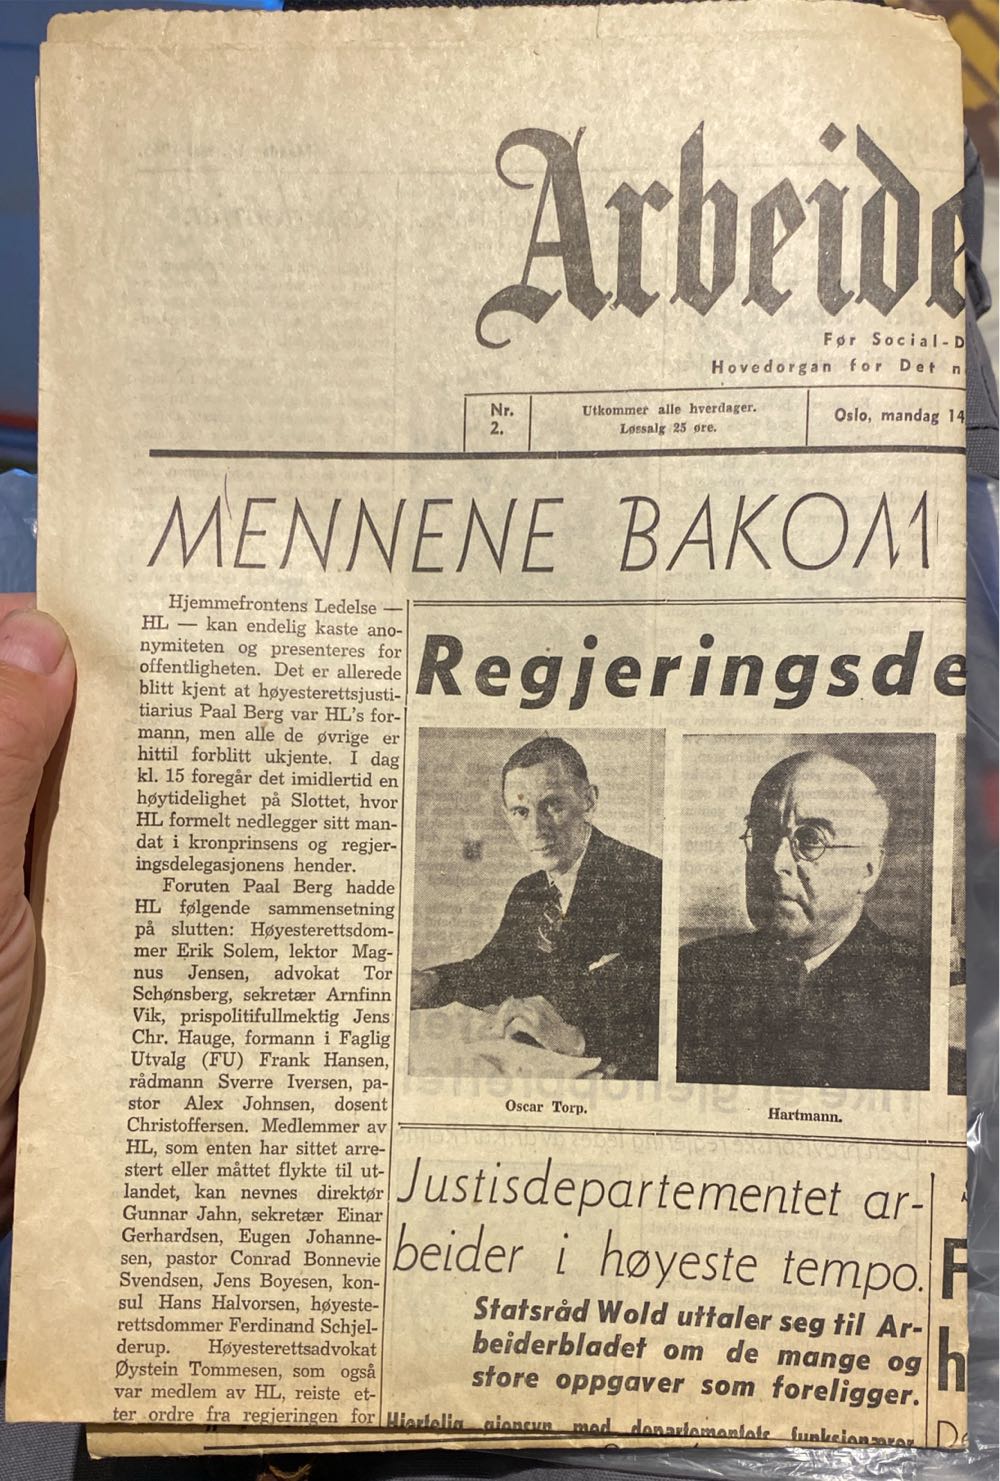 Arbeide
Før Social-D
Hovedorgan for Det n
Nr.
2.
Utkommer alle hverdager.
Løssalg 25 øre.
Oslo, mandag 14
MENNENE BAKOM
Hjemmefrontens Ledelse —
HL — kan endelig kaste ano-
nymiteten og presenteres for
offentligheten. Det er allerede
blitt kjent at høyesterettsjusti-
tiarius Paal Berg var HL's for-
mann, men alle de øvrige er
hittil forblitt ukjente. I dag
kl. 15 foregår det imidlertid en
høytidelighet på Slottet, hvor
HL formelt nedlegger sitt man-
dat i kronprinsens og regjer-
ingsdelegasjonens hender.
Foruten Paal Berg hadde
HL følgende sammensetning
på slutten: Høyesterettsdom-
mer Erik Solem, lektor Mag-
nus Jensen, advokat Tor
Schønsberg, sekretær Arnfinn
Vik, prispolitifullmektig Jens
Chr. Hauge, formann i Faglig
Utvalg (FU) Frank Hansen,
rådmann Sverre Iversen, pa-
stor Alex Johnsen, dosent
Christoffersen. Medlemmer av
HL, som enten har sittet arre-
stert eller måttet flykte til ut-
landet, kan nevnes direktør
Gunnar Jahn, sekretær Einar
Gerhardsen, Eugen Johanne-
sen, pastor Conrad Bonnevie
Svendsen, Jens Boyesen, kon-
sul Hans Halvorsen, høyeste-
rettsdommer Ferdinand Schjel-
derup. Høyesterettsadvokat
Øystein Tommesen, som også
var medlem av HL, reiste et-
ter ordre fra regjeringen for
Regjeringsde
Oscar Torp.
Hartmann.
Justisdepartementet ar-
beider i høyeste tempo.
Statsråd Wold uttaler seg til Ar-
beiderbladet om de mange og
store oppgaver som foreligger.
Hjertelig gjensyn med departementets funksjonærer
F
h
De